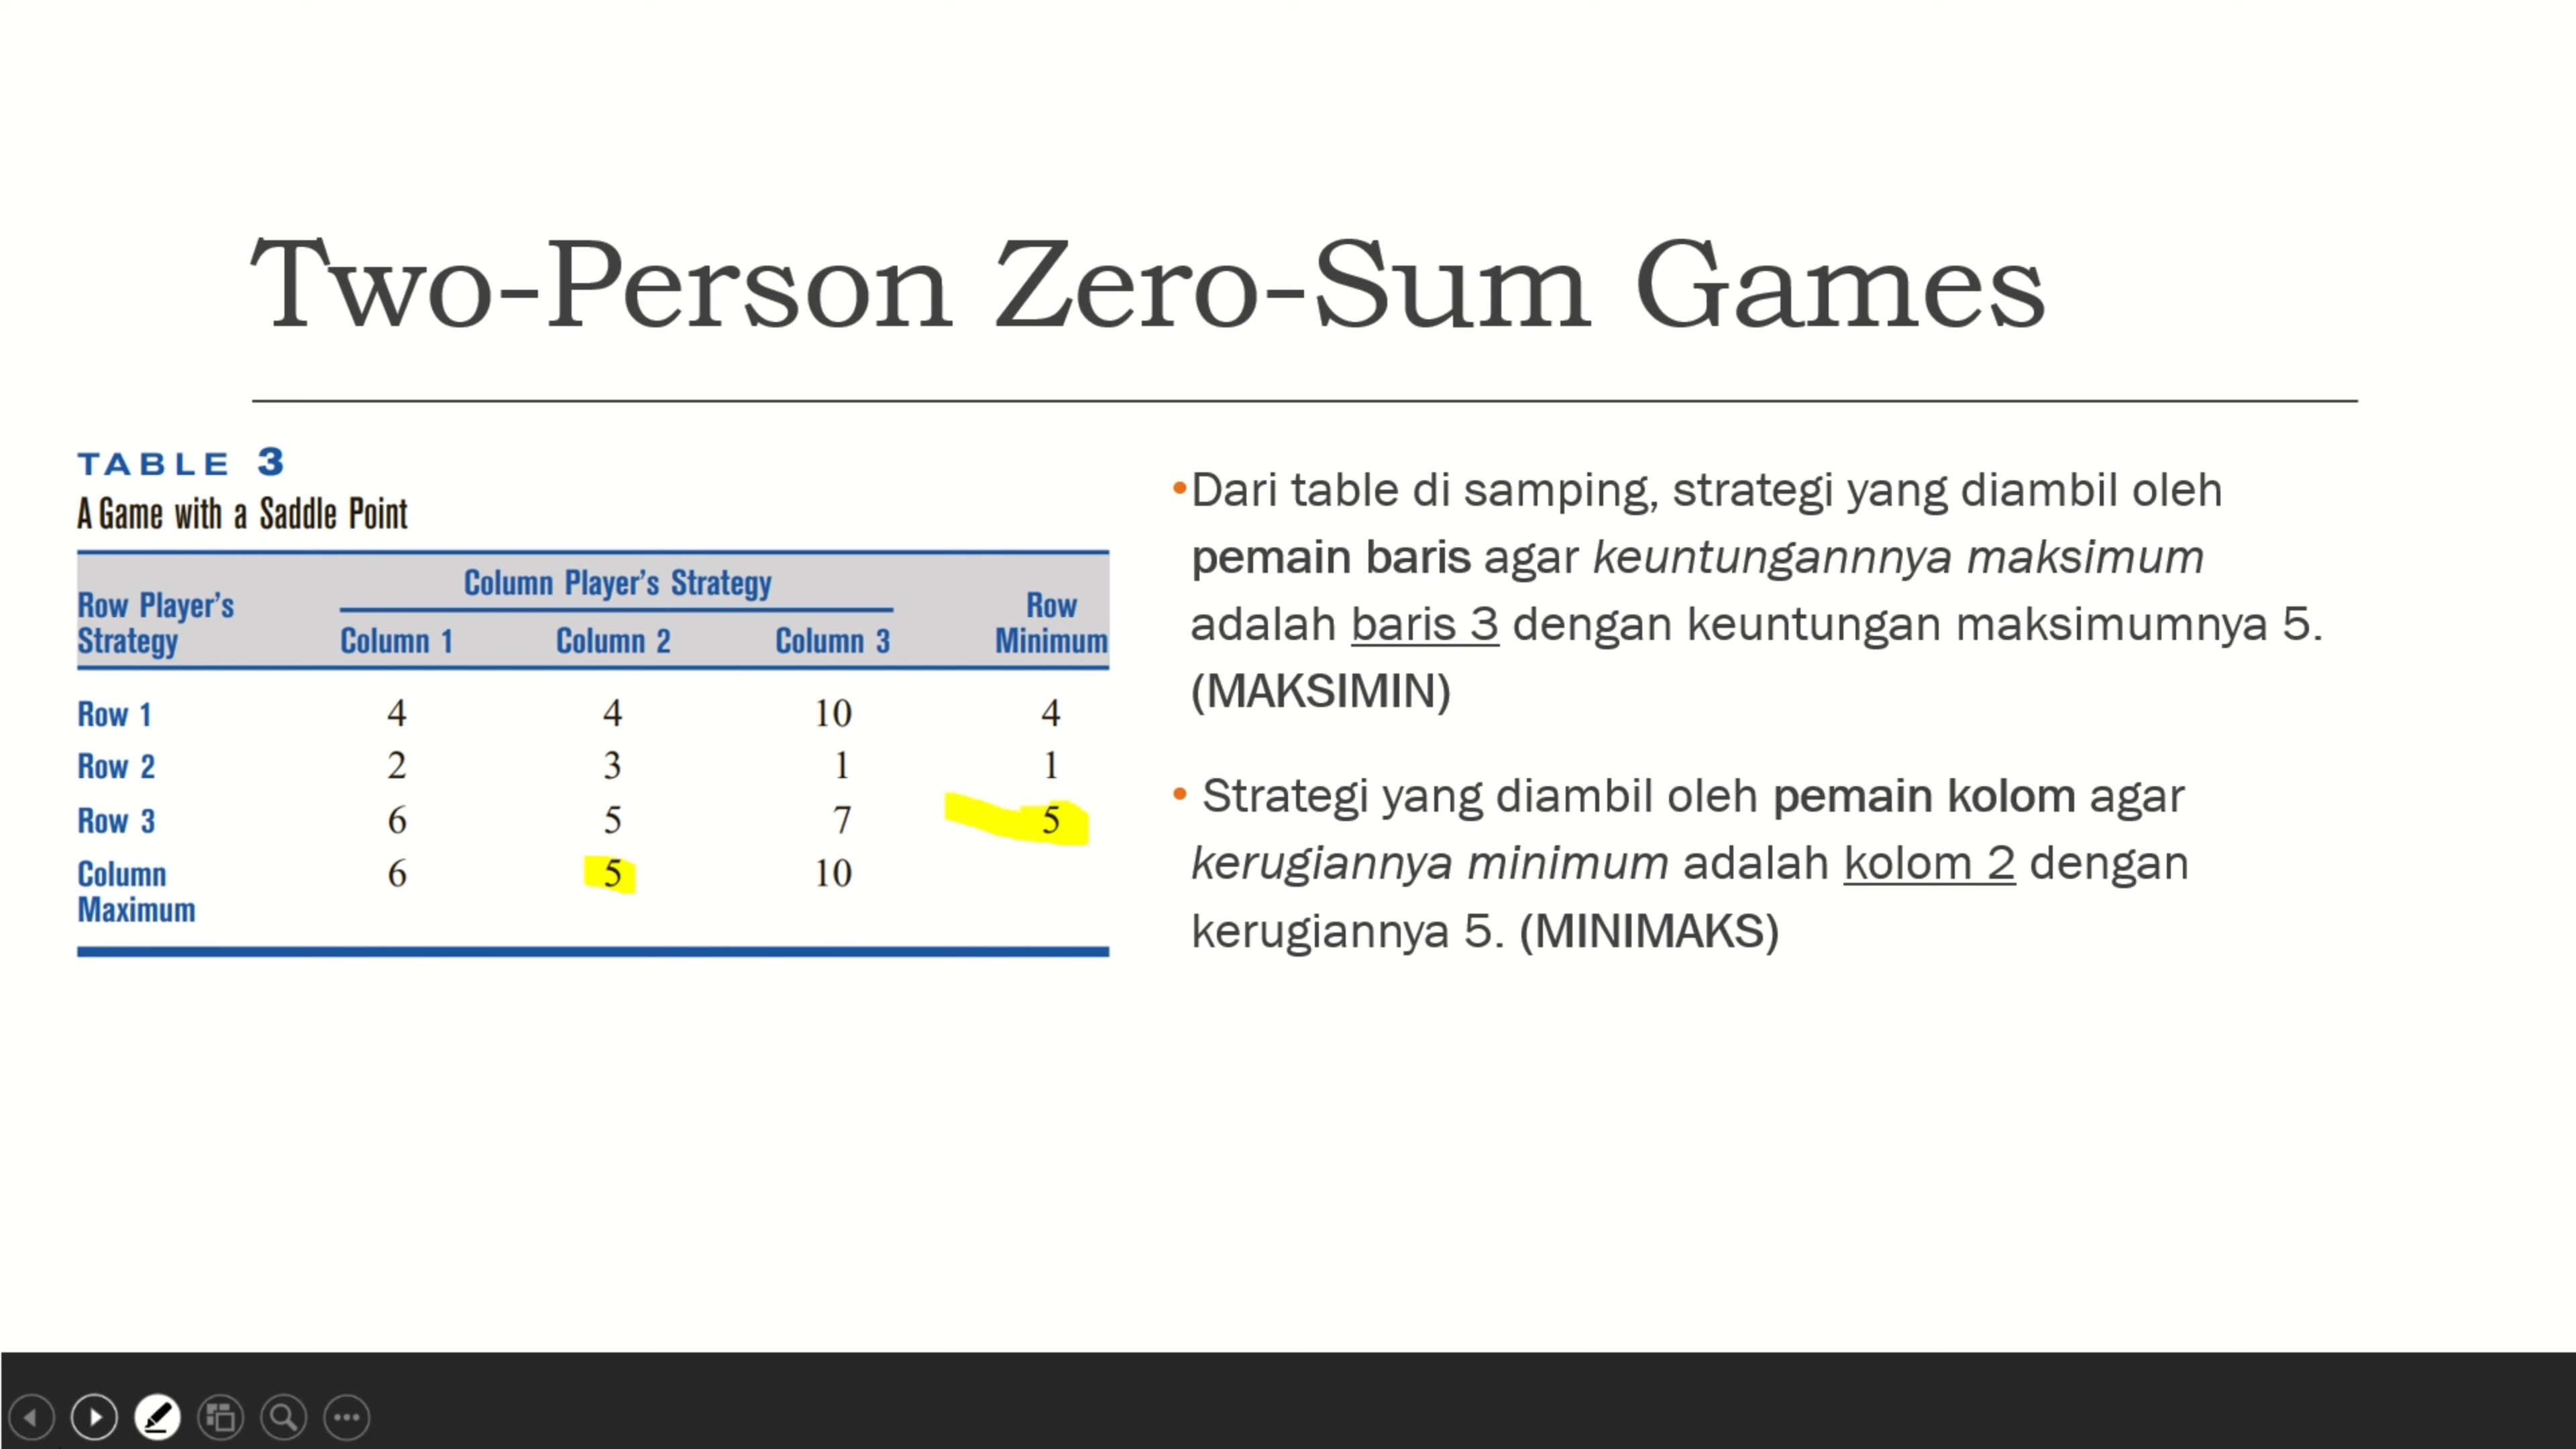 Two-Person Zero-Sum Games
TABLE 3
A Game with a Saddle Point
Row Player's Strategy
Column Player's Strategy
Column 1 Column 2 Column 3
Row Minimum
Row 1 4 4 10 4
Row 2 2 3 1 1
Row 3 6 5 7 5
Column Maximum 6 5 10
•Dari table di samping, strategi yang diambil oleh
pemain baris agar keuntungannnya maksimum
adalah baris 3 dengan keuntungan maksimumnya 5.
(MAKSIMIN)
• Strategi yang diambil oleh pemain kolom agar
kerugiannya minimum adalah kolom 2 dengan
kerugiannya 5. (MINIMAKS)